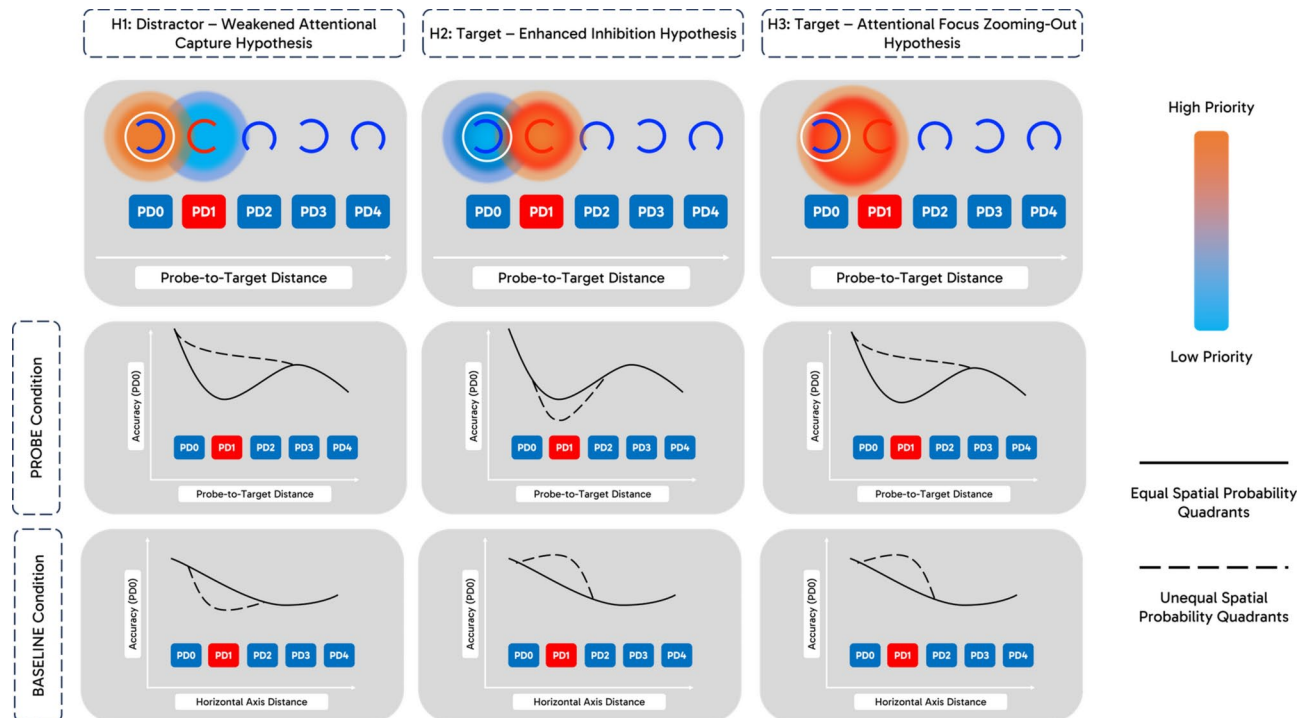 H1: Distractor – Weakened Attentional
Capture Hypothesis
H2: Target – Enhanced Inhibition Hypothesis
H3: Target – Attentional Focus Zooming-Out
Hypothesis
PD0 PD1 PD2 PD3 PD4
Probe-to-Target Distance
PD0 PD1 PD2 PD3 PD4
Probe-to-Target Distance
PD0 PD1 PD2 PD3 PD4
Probe-to-Target Distance
High Priority
Low Priority
PROBE Condition
Accuracy (PD0)
PD0 PD1 PD2 PD3 PD4
Probe-to-Target Distance
Accuracy (PD0)
PD0 PD1 PD2 PD3 PD4
Probe-to-Target Distance
Accuracy (PD0)
PD0 PD1 PD2 PD3 PD4
Probe-to-Target Distance
Equal Spatial Probability
Quadrants
BASELINE Condition
Accuracy (PD0)
PD0 PD1 PD2 PD3 PD4
Horizontal Axis Distance
Accuracy (PD0)
PD0 PD1 PD2 PD3 PD4
Horizontal Axis Distance
Accuracy (PD0)
PD0 PD1 PD2 PD3 PD4
Horizontal Axis Distance
Unequal Spatial
Probability Quadrants